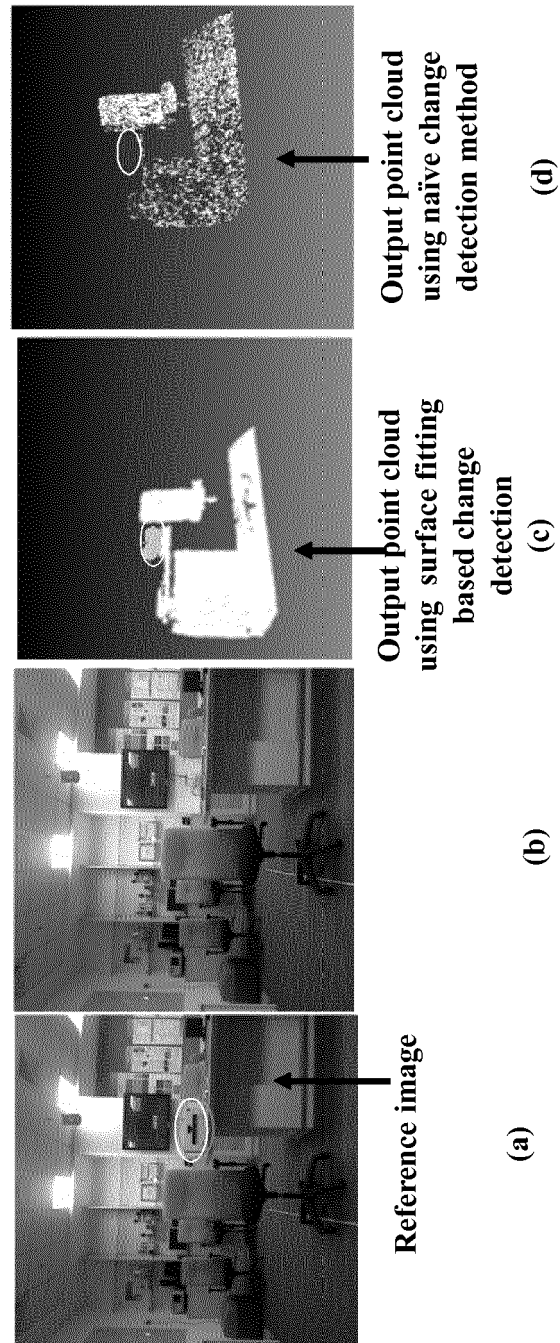 Reference image
(a)
(b)
Output point cloud
using surface fitting
based change
detection
(c)
Output point cloud
using naïve change
detection method
(d)